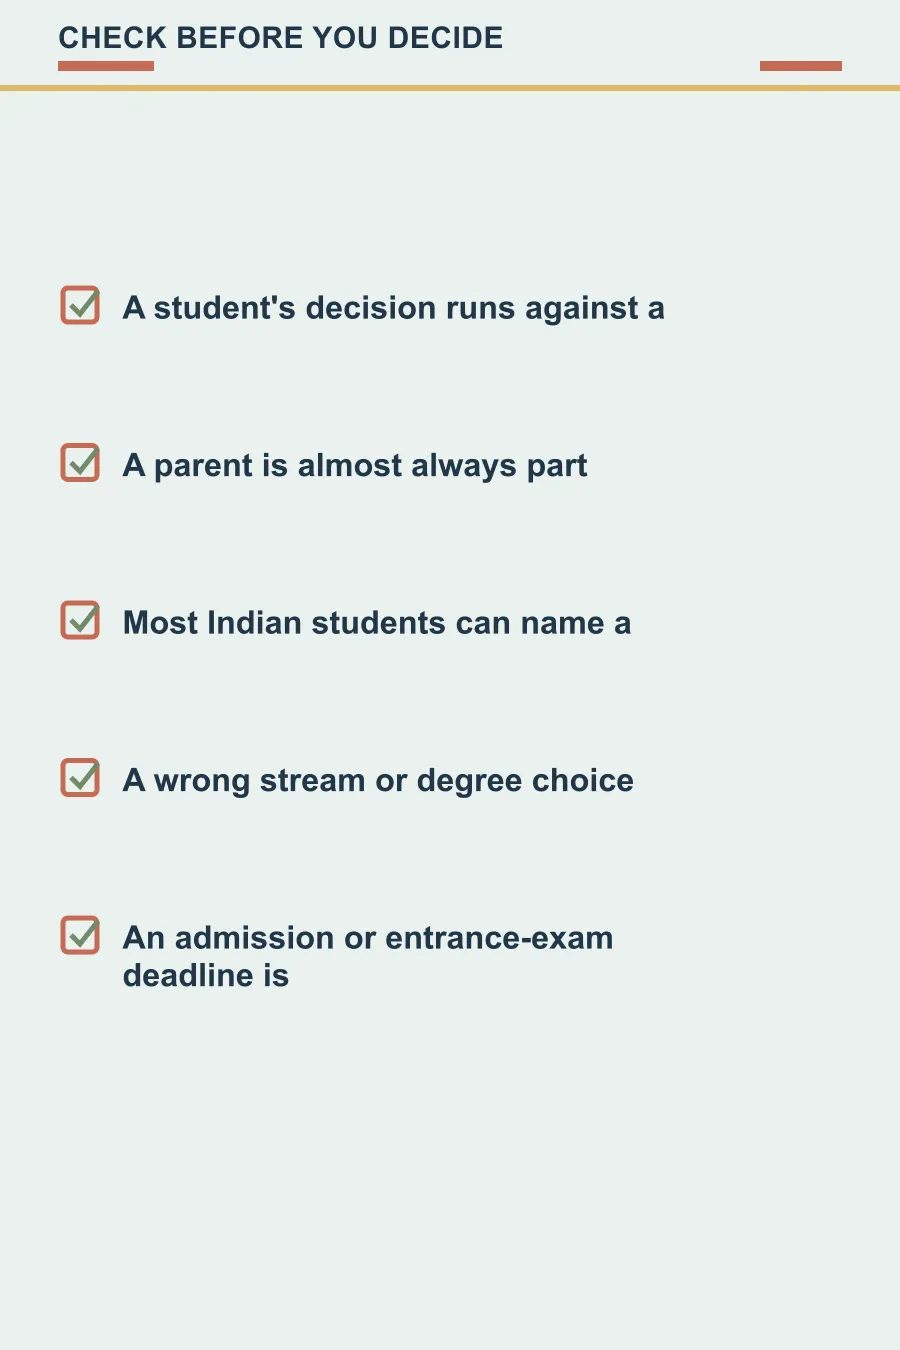 CHECK BEFORE YOU DECIDE
A student's decision runs against a
A parent is almost always part
Most Indian students can name a
A wrong stream or degree choice
An admission or entrance-exam
deadline is